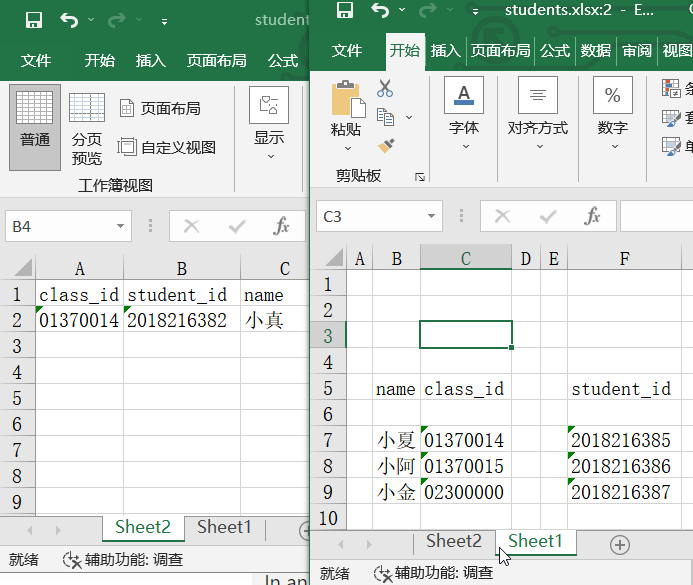 student
文件 开始 插入 页面布局 公式
普通
分页
预览
页面布局
自定义视图
显示
工作簿视图
B4
fx
A B C
1 class_id student_id name
2 01370014 2018216382 小真
3
4
5
6
7
8
9
Sheet2 Sheet1
就绪 辅助功能: 调查
In an
students.xlsx:2 - E...
文件 开始 插入 页面布局 公式 数据 审阅 视图
粘贴
剪贴板
A
字体
对齐方式
%
数字
C3
fx
A B C D E F
1
2
3
4
5 name class_id student_id
6
7 小夏 01370014 2018216385
8 小阿 01370015 2018216386
9 小金 02300000 2018216387
10
Sheet2 Sheet1
就绪 辅助功能: 调查